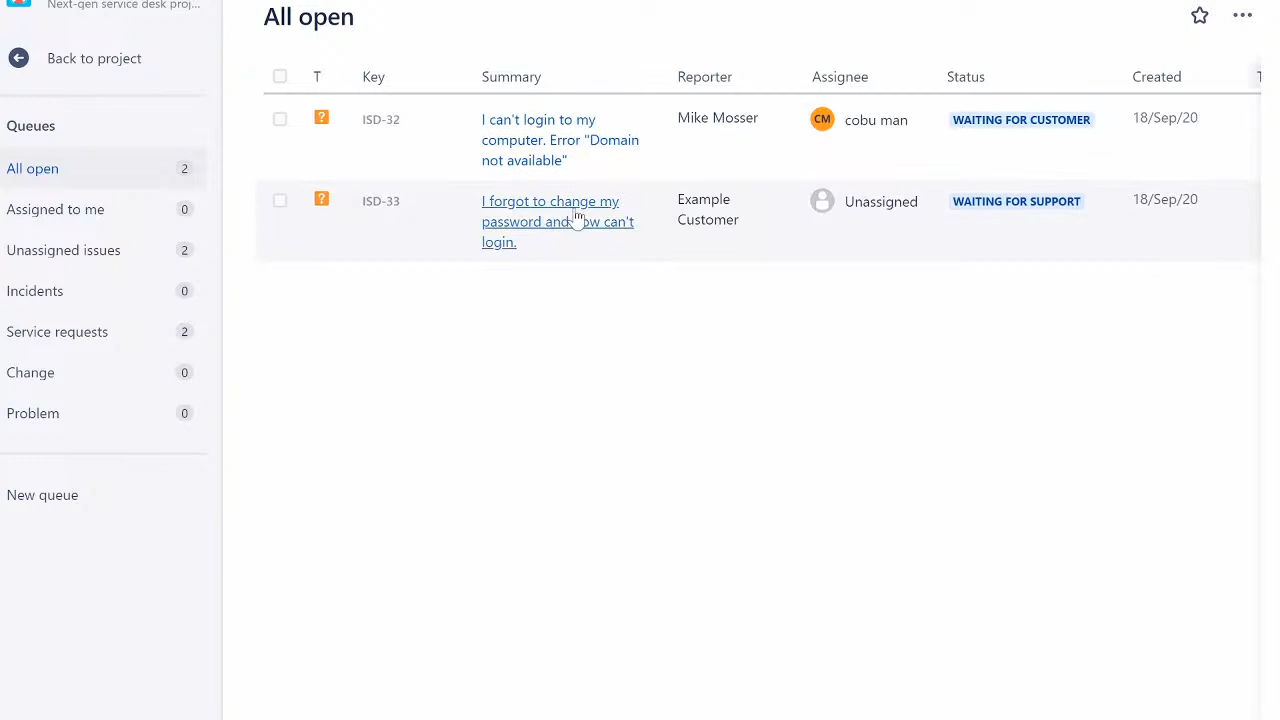 Next-gen service desk proj...
All open
Back to project
T Key Summary Reporter Assignee Status Created T
Queues
All open 2
Assigned to me 0
Unassigned issues 2
Incidents 0
Service requests 2
Change 0
Problem 0
New queue
? ISD-32 I can't login to my Mike Mosser CM cobu man WAITING FOR CUSTOMER 18/Sep/20
computer. Error "Domain
not available"
? ISD-33 I forgot to change my Example Unassigned WAITING FOR SUPPORT 18/Sep/20
password and now can't Customer
login.